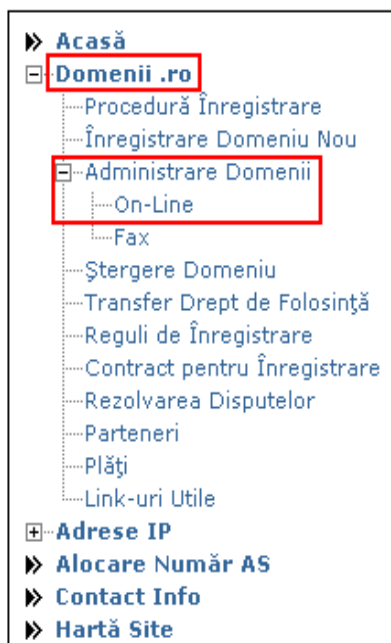 Acasă
Domenii .ro
Procedură Înregistrare
Înregistrare Domeniu Nou
Administrare Domenii
On-Line
Fax
Ştergere Domeniu
Transfer Drept de Folosinţă
Reguli de Înregistrare
Contract pentru Înregistrare
Rezolvarea Disputelor
Parteneri
Plăţi
Link-uri Utile
Adrese IP
Alocare Număr AS
Contact Info
Hartă Site